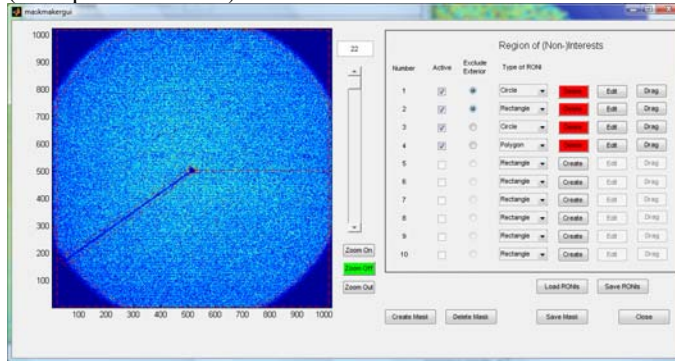 maskmakergui
Region of (Non-)Interests
Number Active Exclude Exterior Type of RONI
1 Circle Delete Edit Drag
2 Rectangle Delete Edit Drag
3 Circle Delete Edit Drag
4 Polygon Delete Edit Drag
5 Rectangle Create Edit Drag
6 Rectangle Create Edit Drag
7 Rectangle Create Edit Drag
8 Rectangle Create Edit Drag
9 Rectangle Create Edit Drag
10 Rectangle Create Edit Drag
Load RONIs Save RONIs
Create Mask Delete Mask Save Mask Close
22
Zoom On
Zoom Off
Zoom Out
1000
900
800
700
600
500
400
300
200
100
100 200 300 400 500 600 700 800 900 1000